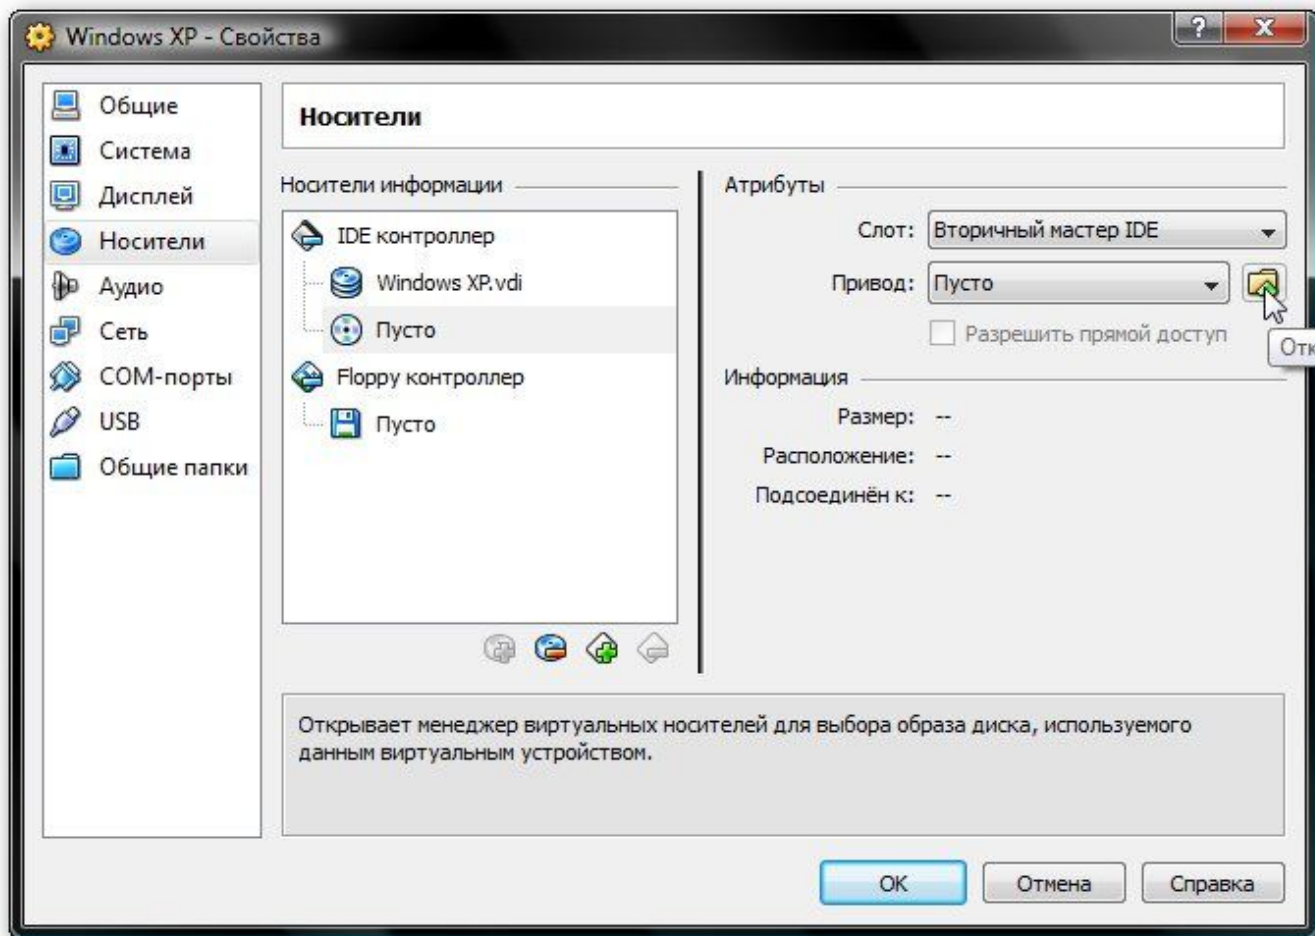 Windows XP - Свойства
Общие
Система
Дисплей
Носители
Аудио
Сеть
COM-порты
USB
Общие папки
Носители
Носители информации
IDE контроллер
Windows XP.vdi
Пусто
Floppy контроллер
Пусто
Атрибуты
Слот: Вторичный мастер IDE
Привод: Пусто
Разрешить прямой доступ
Отк
Информация
Размер: --
Расположение: --
Подсоединён к: --
Открывает менеджер виртуальных носителей для выбора образа диска, используемого
данным виртуальным устройством.
OK
Отмена
Справка